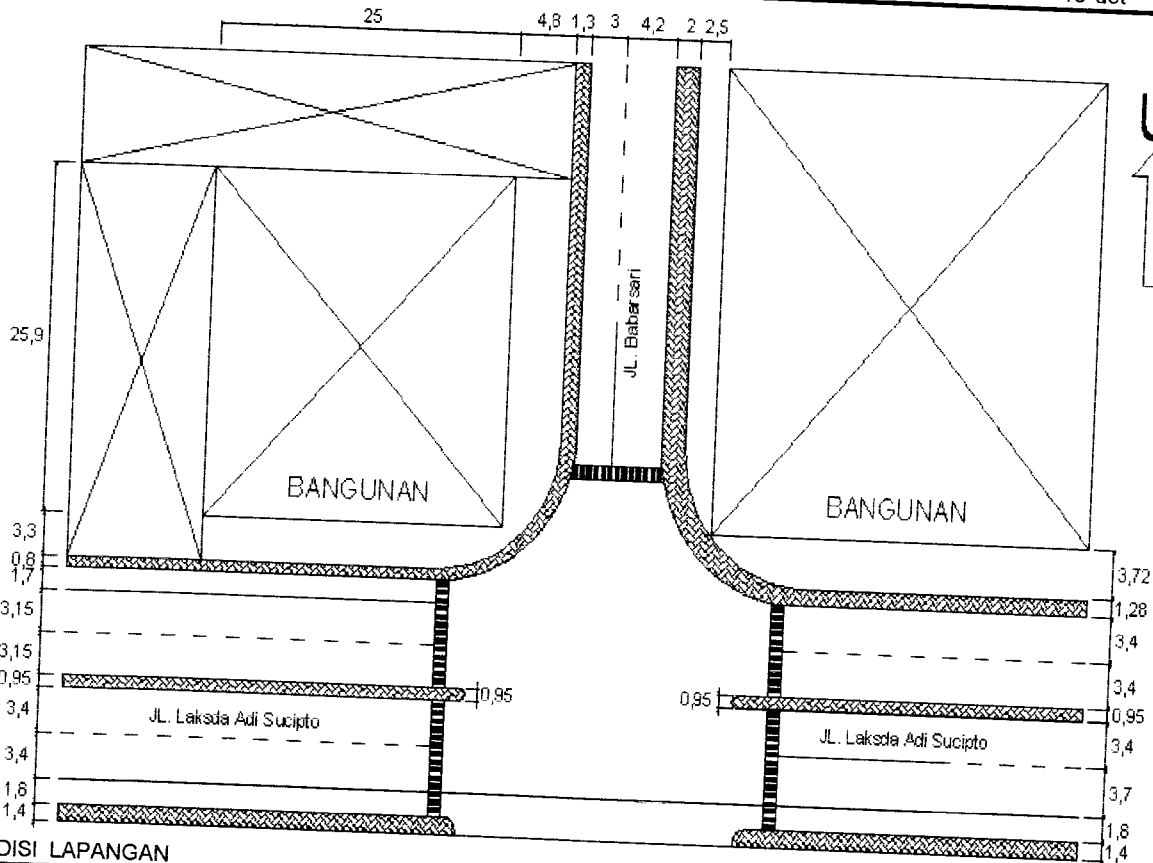 25 4,8 1,3 3 4,2 2 2,5
U
25,9
JL. Babarsari
BANGUNAN
BANGUNAN
3,3
0,8
1,7
3,15
3,15
0,95
3,4
3,4
1,8
1,4
0,95
0,95
JL. Laksda Adi Sucipto
JL. Laksda Adi Sucipto
3,72
1,28
3,4
3,4
0,95
3,4
3,7
1,8
1,4
DISI LAPANGAN